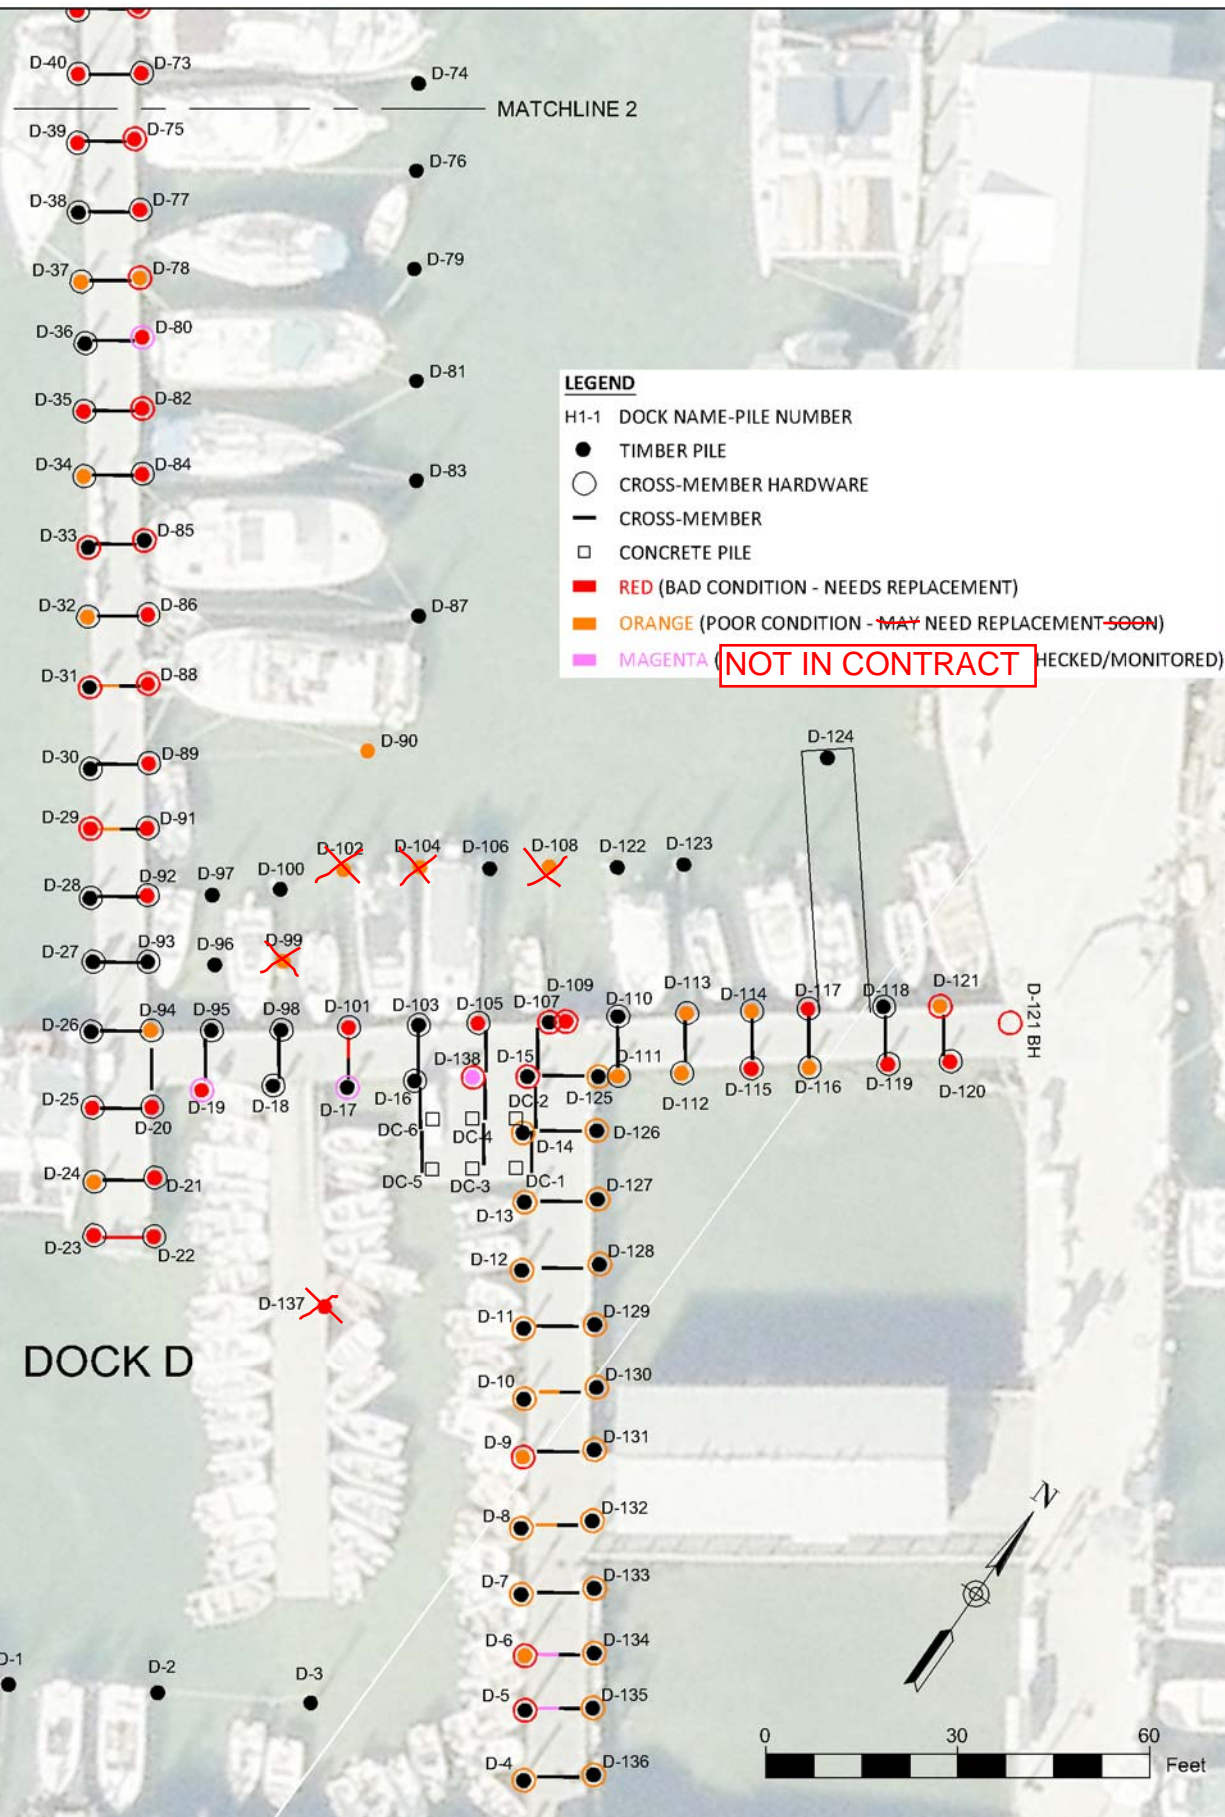 D-40
D-73
D-74
MATCHLINE 2
D-39
D-75
D-76
D-38
D-77
D-79
D-37
D-78
D-36
D-80
D-81
D-35
D-82
D-34
D-84
D-83
D-33
D-85
D-32
D-86
D-87
D-31
D-88
D-90
D-30
D-89
D-29
D-91
LEGEND
H1-1 DOCK NAME-PILE NUMBER
TIMBER PILE
CROSS-MEMBER HARDWARE
CROSS-MEMBER
CONCRETE PILE
RED (BAD CONDITION - NEEDS REPLACEMENT)
ORANGE (POOR CONDITION - MAY NEED REPLACEMENT SOON)
MAGENTA ( NOT IN CONTRACT HECKED/MONITORED)
D-124
D-102
D-104
D-106
D-108
D-122
D-123
D-28
D-92
D-97
D-100
D-27
D-93
D-96
D-99
D-26
D-94
D-95
D-98
D-101
D-103
D-105
D-107
D-109
D-110
D-113
D-114
D-117
D-118
D-121
D-121 BH
D-25
D-20
D-19
D-18
D-17
D-16
D-138
D-15
D-125
D-111
D-112
D-115
D-116
D-119
D-120
DC-6
DC-4
DC-2
D-14
D-126
DC-5
DC-3
DC-1
D-24
D-21
D-13
D-127
D-23
D-22
D-12
D-128
D-137
D-11
D-129
DOCK D
D-10
D-130
D-9
D-131
D-8
D-132
N
D-7
D-133
D-6
D-134
D-1
D-2
D-3
D-5
D-135
D-4
D-136
0 30 60
Feet